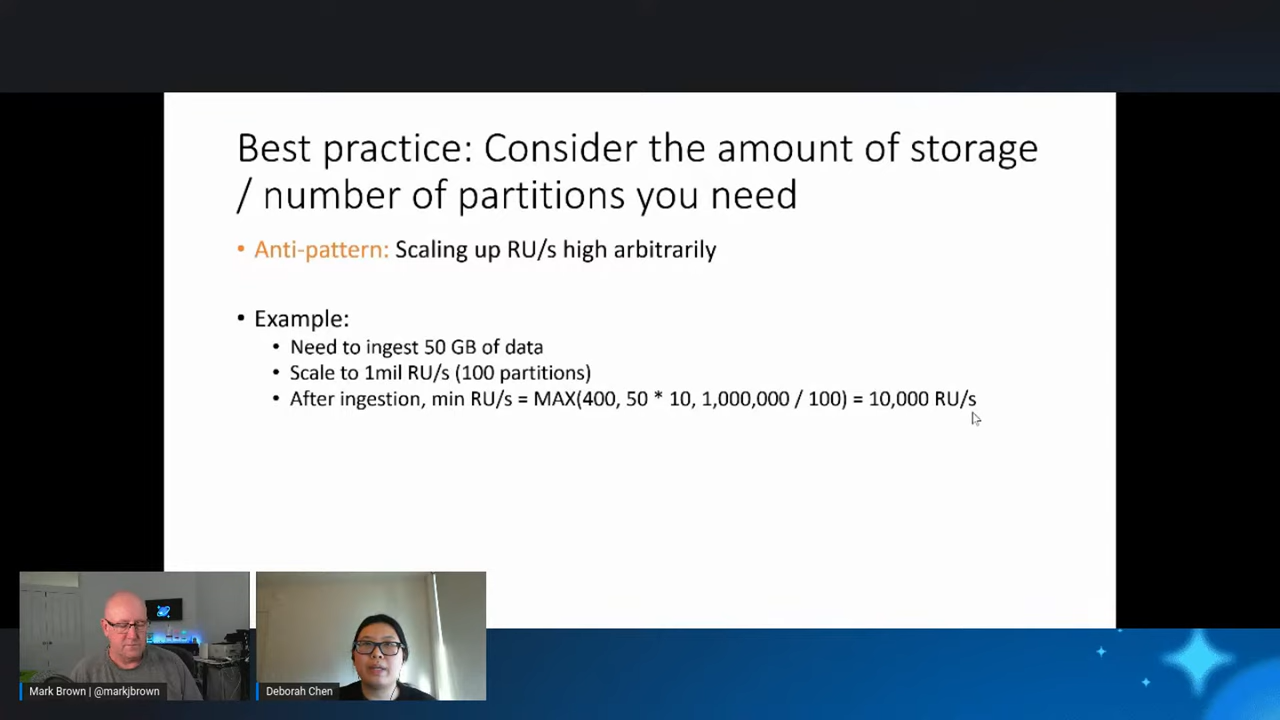 Best practice: Consider the amount of storage
/ number of partitions you need
• Anti-pattern: Scaling up RU/s high arbitrarily
• Example:
• Need to ingest 50 GB of data
• Scale to 1mil RU/s (100 partitions)
• After ingestion, min RU/s = MAX(400, 50 * 10, 1,000,000 / 100) = 10,000 RU/s
Mark Brown | @markjbrown
Deborah Chen